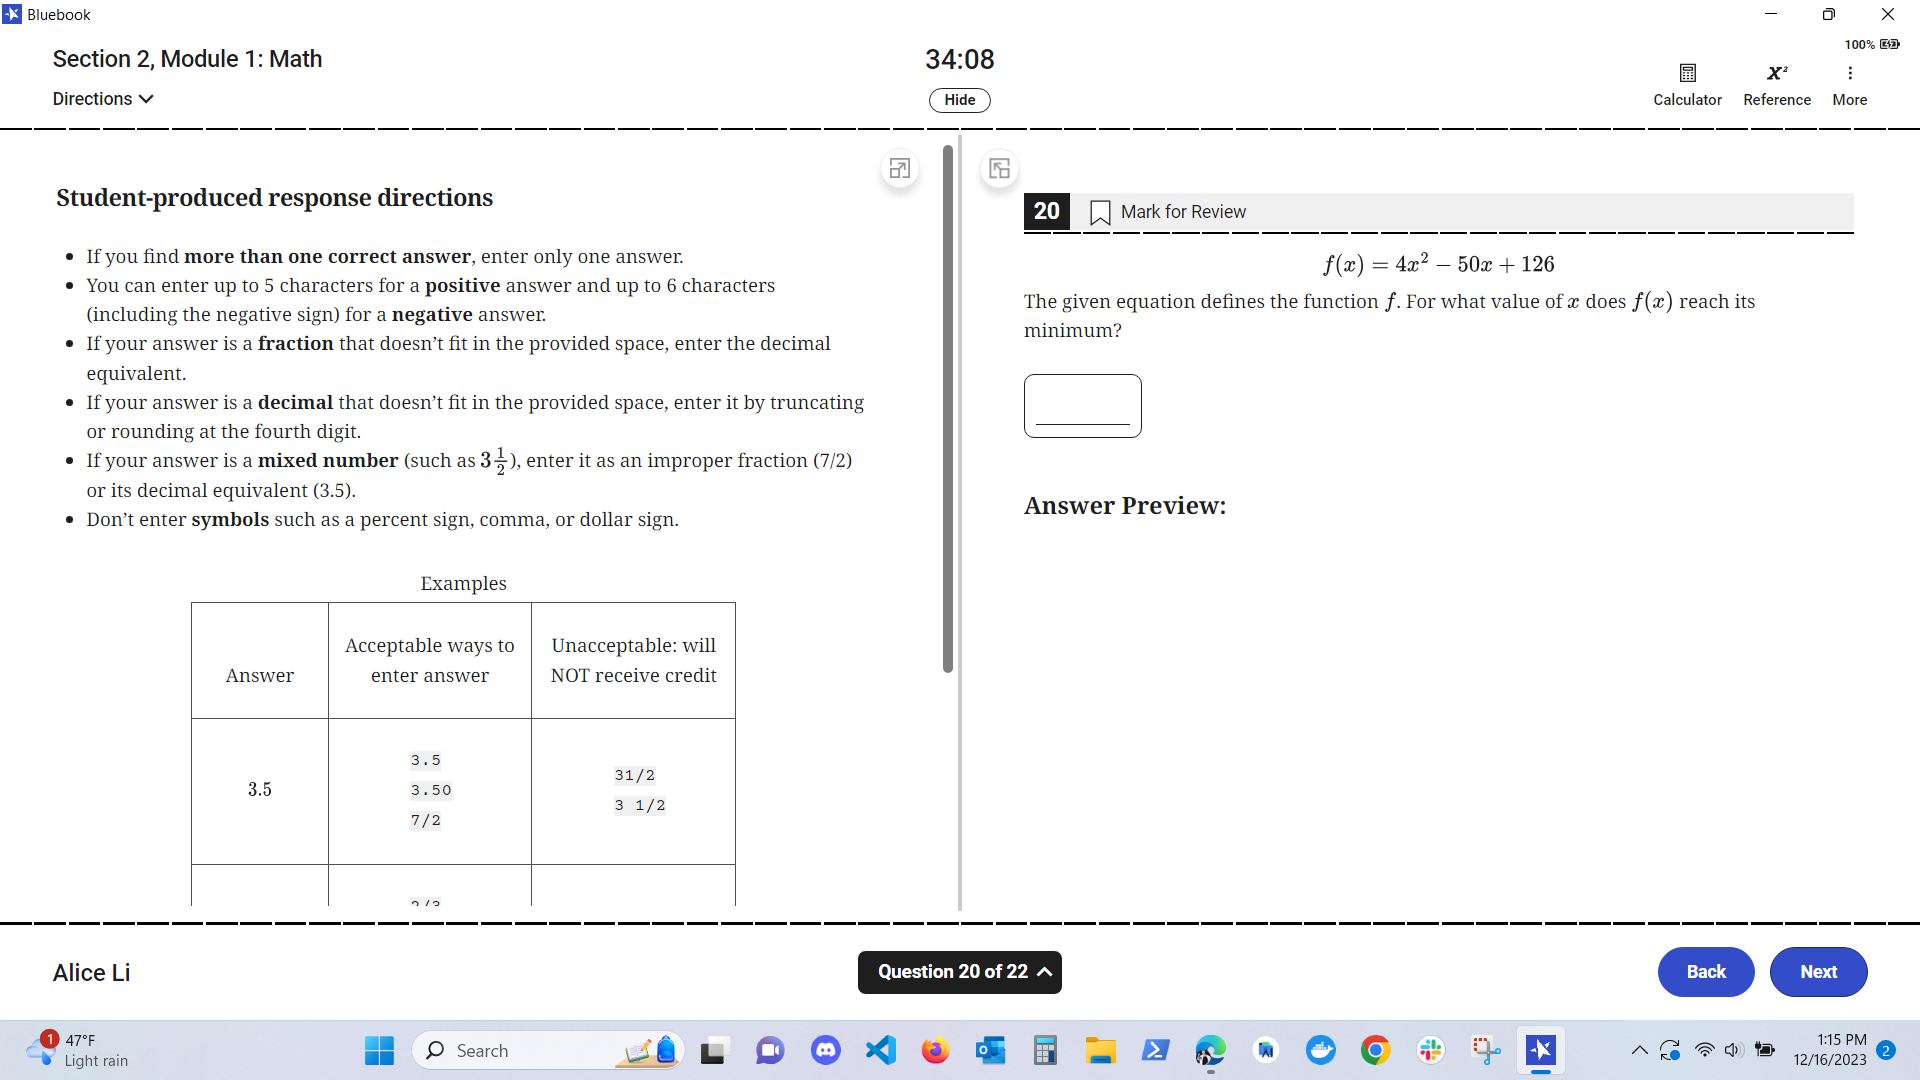 Bluebook
Section 2, Module 1: Math
Directions
34:08
Hide
100%
Calculator
Reference
More
Student-produced response directions
• If you find more than one correct answer, enter only one answer.
• You can enter up to 5 characters for a positive answer and up to 6 characters
(including the negative sign) for a negative answer.
• If your answer is a fraction that doesn’t fit in the provided space, enter the decimal
equivalent.
• If your answer is a decimal that doesn’t fit in the provided space, enter it by truncating
or rounding at the fourth digit.
• If your answer is a mixed number (such as 3 1/2), enter it as an improper fraction (7/2)
or its decimal equivalent (3.5).
• Don’t enter symbols such as a percent sign, comma, or dollar sign.
Examples
Answer
Acceptable ways to
enter answer
Unacceptable: will
NOT receive credit
3.5
3.5
3.50
7/2
31/2
3 1/2
20
Mark for Review
f(x) = 4x² − 50x + 126
The given equation defines the function f. For what value of x does f(x) reach its
minimum?
Answer Preview:
Alice Li
Question 20 of 22
Back
Next
1
47°F
Light rain
Search
1:15 PM
12/16/2023
2